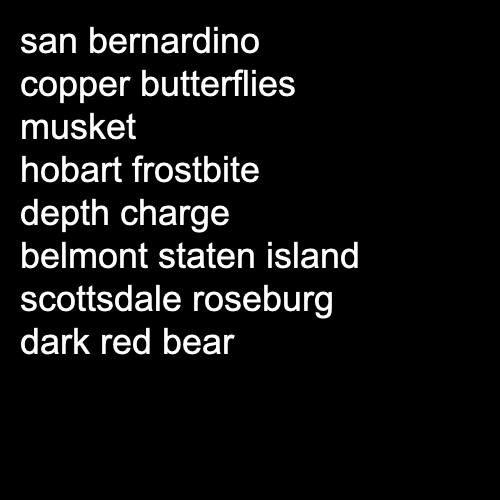 san bernardino
copper butterflies
musket
hobart frostbite
depth charge
belmont staten island
scottsdale roseburg
dark red bear